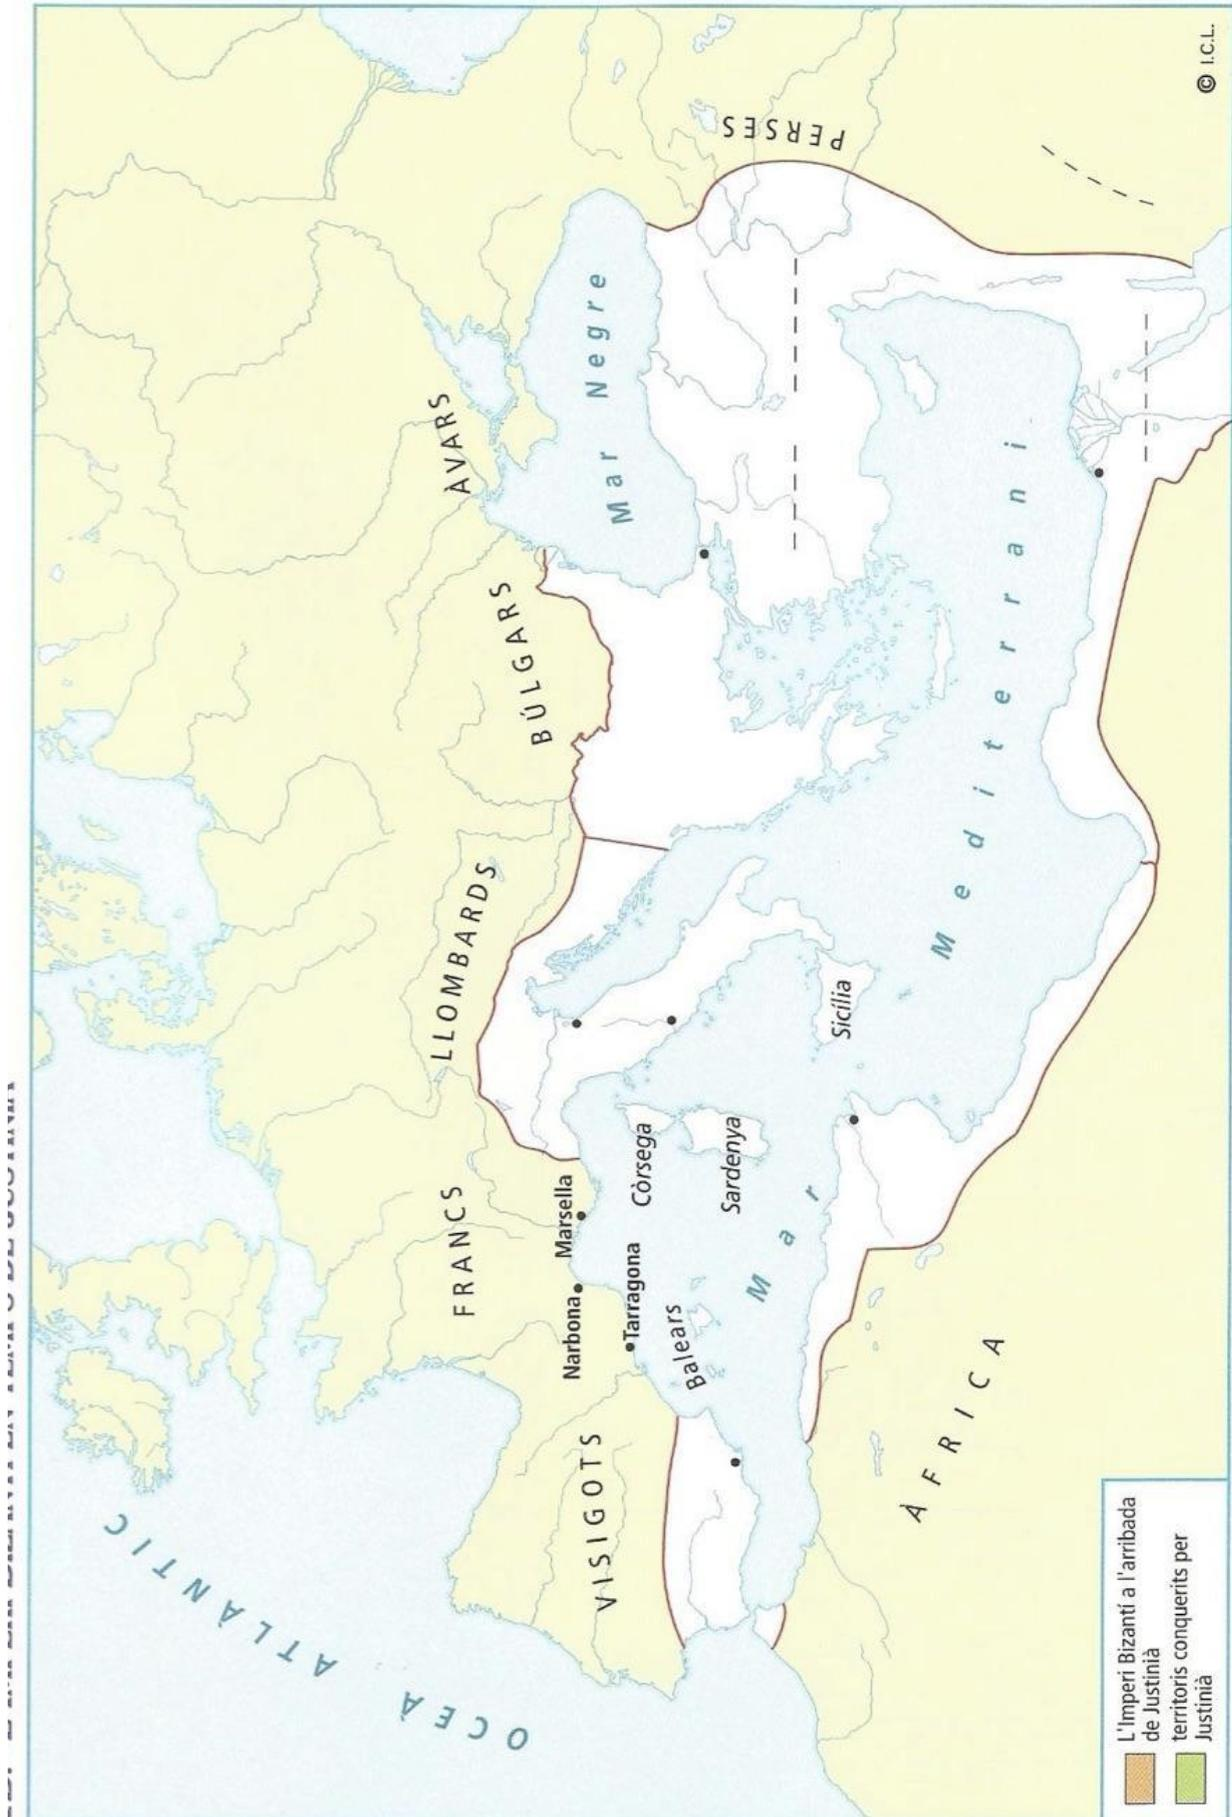 OCEÀ ATLÀNTIC
FRANCS
LLOMBARDS
BÚLGARS
ÀVARS
Mar Negre
PERSES
VISIGOTS
Narbona
Marsella
Tarragona
Balears
Còrsega
Sardenya
Sicília
Mar Mediterrani
ÀFRICA
L'Imperi Bizantí a l'arribada
de Justinià
territoris conquerits per
Justinià
© I.C.L.